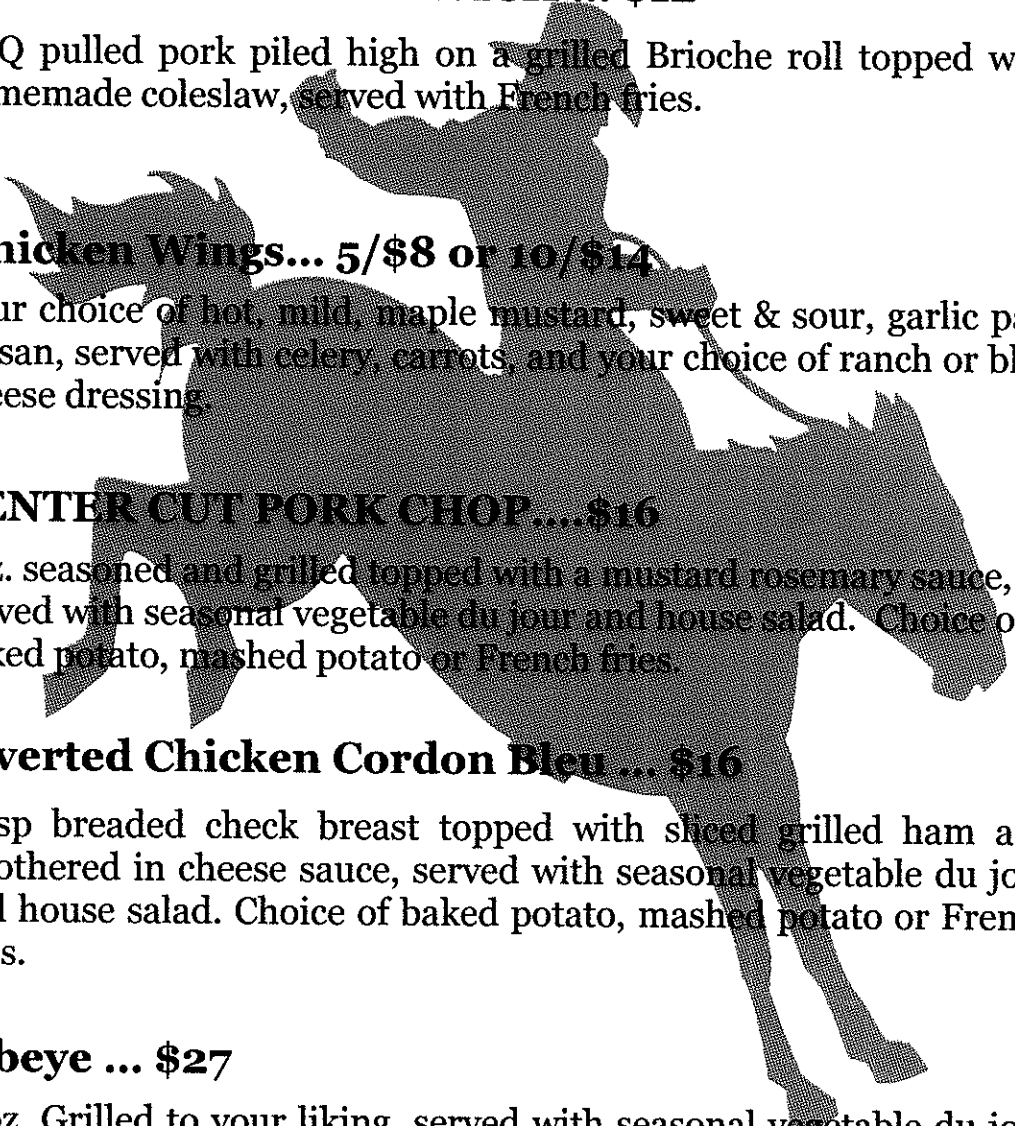 Q pulled pork piled high on a grilled Brioche roll topped w
memade coleslaw, served with French fries.
hicken Wings... 5/$8 or 10/$14
ur choice of hot, mild, maple mustard, sweet & sour, garlic pa
san, served with celery, carrots, and your choice of ranch or bl
eese dressing.
ENTER CUT PORK CHOP....$16
z. seasoned and grilled topped with a mustard rosemary sauce,
ved with seasonal vegetable du jour and house salad. Choice o
ked potato, mashed potato or French fries.
verted Chicken Cordon Bleu ... $16
sp breaded check breast topped with sliced grilled ham a
othered in cheese sauce, served with seasonal vegetable du jo
l house salad. Choice of baked potato, mashed potato or Fren
s.
beye ... $27
oz. Grilled to your liking, served with seasonal vegetable du jo